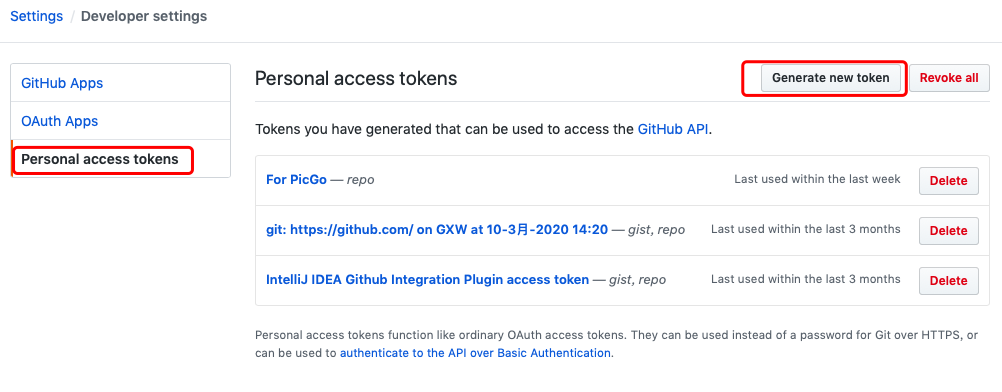 Settings / Developer settings
GitHub Apps
OAuth Apps
Personal access tokens
Personal access tokens
Generate new token
Revoke all
Tokens you have generated that can be used to access the GitHub API.
For PicGo — repo
Last used within the last week
Delete
git: https://github.com/ on GXW at 10-3月-2020 14:20 — gist, repo
Last used within the last 3 months
Delete
IntelliJ IDEA Github Integration Plugin access token — gist, repo
Last used within the last 3 months
Delete
Personal access tokens function like ordinary OAuth access tokens. They can be used instead of a password for Git over HTTPS, or
can be used to authenticate to the API over Basic Authentication.